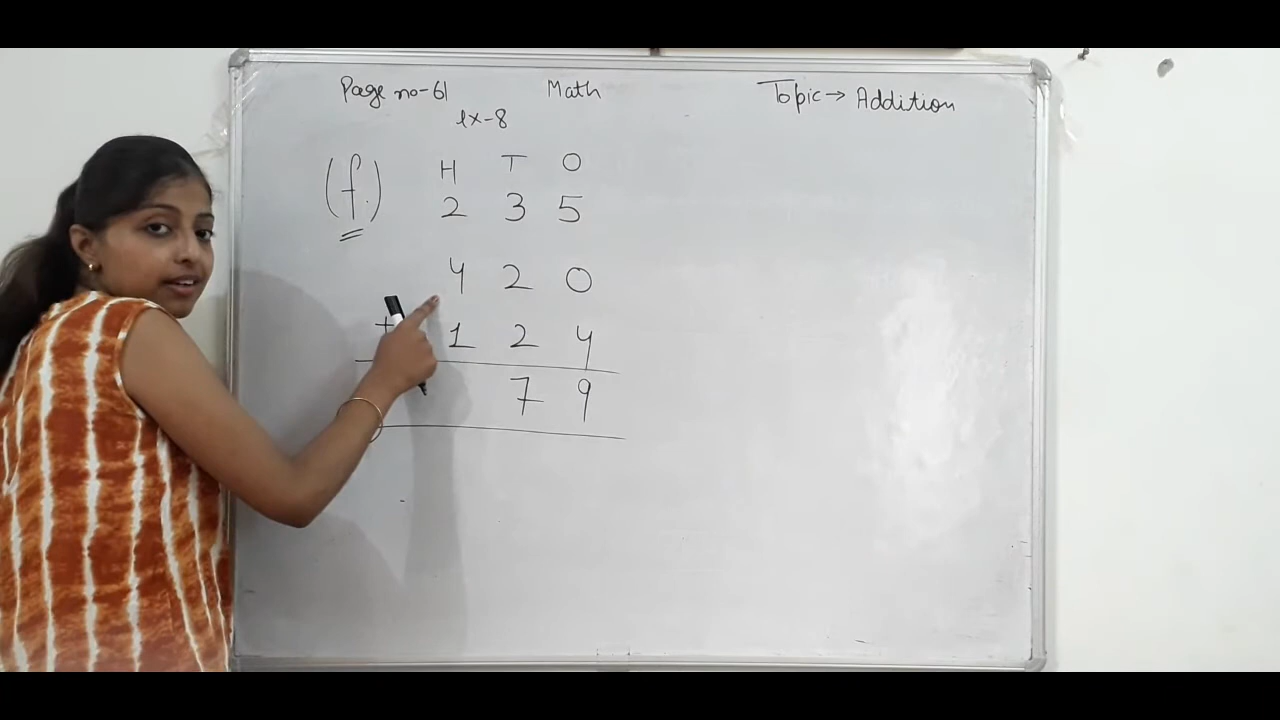 Page no-61 Math Topic → Addition
ex-8
(f.) H T O
2 3 5
4 2 0
+ 1 2 4
7 9